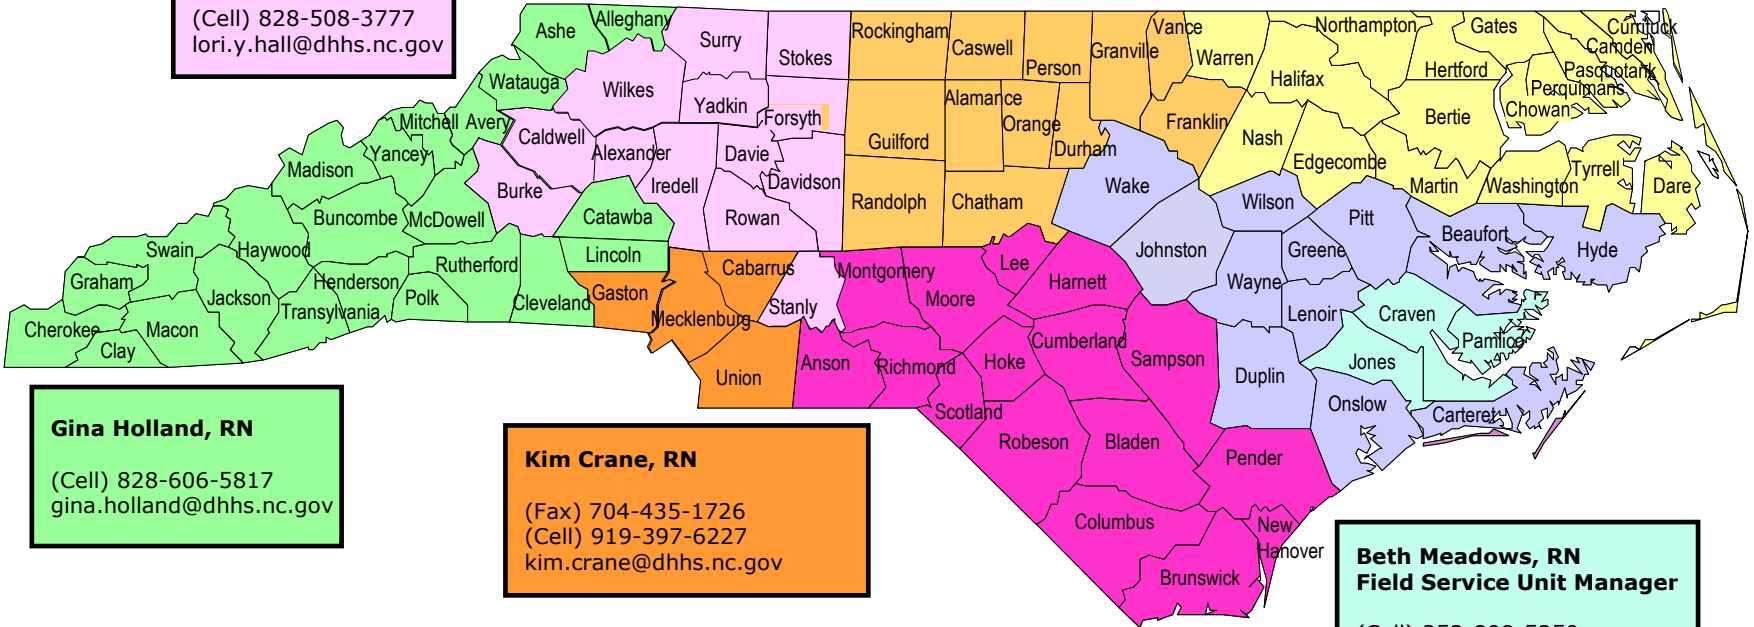 (Cell) 828-508-3777
lori.y.hall@dhhs.nc.gov
Ashe
Alleghany
Surry
Stokes
Rockingham
Caswell
Person
Granville
Vance
Warren
Northampton
Gates
Currituck
Camden
Pasquotank
Perquimans
Chowan
Hertford
Halifax
Bertie
Watauga
Wilkes
Yadkin
Forsyth
Guilford
Alamance
Orange
Durham
Franklin
Nash
Edgecombe
Martin
Washington
Tyrrell
Dare
Mitchell
Avery
Caldwell
Alexander
Davie
Iredell
Davidson
Madison
Yancey
Burke
Rowan
Randolph
Chatham
Wake
Wilson
Pitt
Buncombe
McDowell
Catawba
Swain
Haywood
Lincoln
Johnston
Greene
Beaufort
Hyde
Graham
Jackson
Henderson
Rutherford
Polk
Cleveland
Transylvania
Gaston
Cabarrus
Stanly
Montgomery
Moore
Lee
Harnett
Wayne
Lenoir
Craven
Pamlico
Cherokee
Clay
Macon
Mecklenburg
Union
Anson
Richmond
Hoke
Cumberland
Sampson
Duplin
Jones
Onslow
Carteret
Scotland
Robeson
Bladen
Pender
Columbus
New
Hanover
Brunswick
Gina Holland, RN
(Cell) 828-606-5817
gina.holland@dhhs.nc.gov
Kim Crane, RN
(Fax) 704-435-1726
(Cell) 919-397-6227
kim.crane@dhhs.nc.gov
Beth Meadows, RN
Field Service Unit Manager